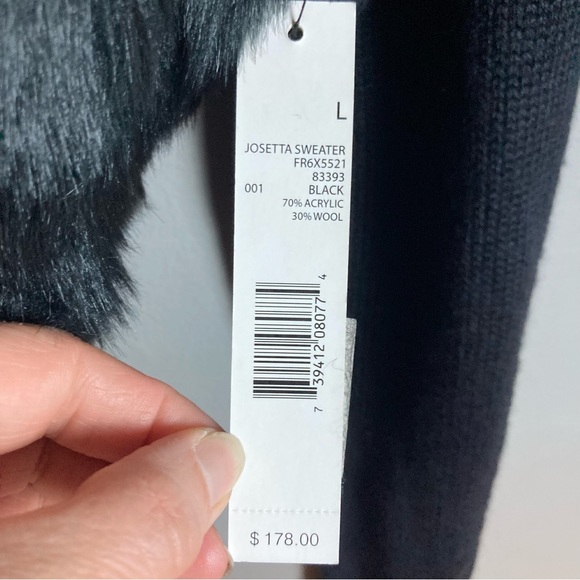 L
JOSETTA SWEATER
FR6X5521
83393
001 BLACK
70% ACRYLIC
30% WOOL
7 39412 08077 4
$ 178.00